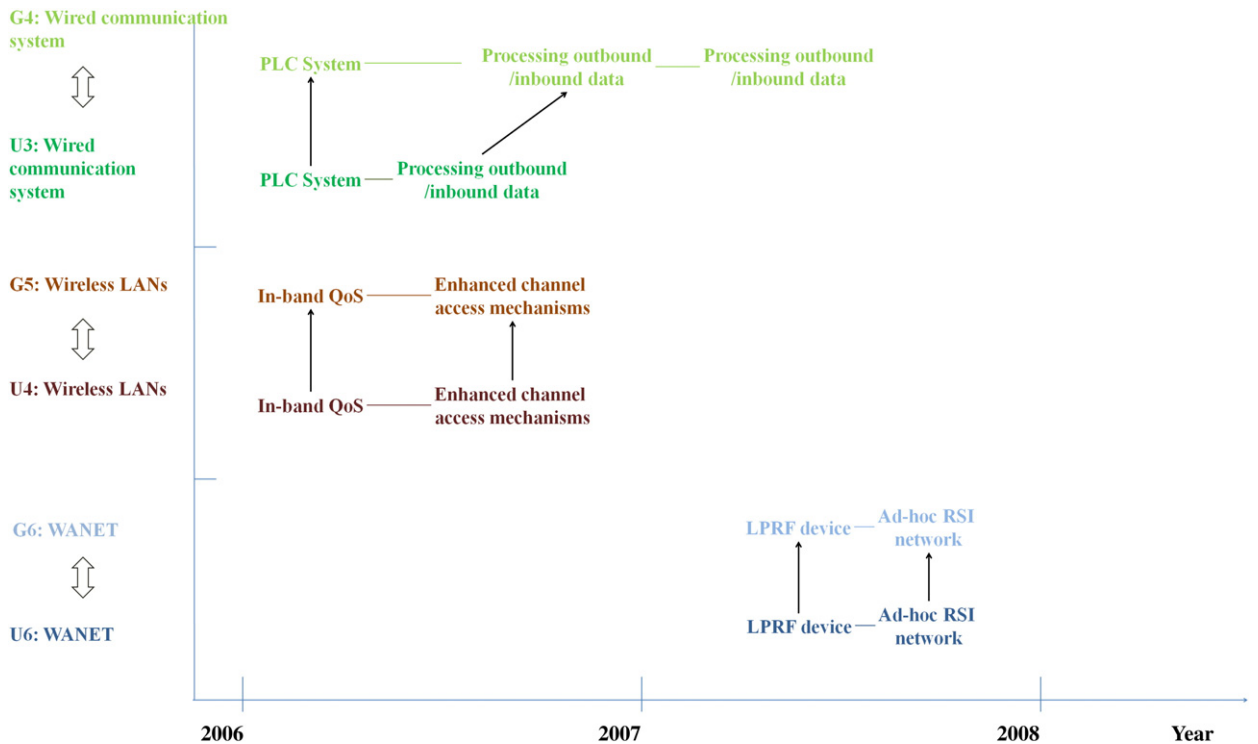 G4: Wired communication
system
PLC System
Processing outbound
/inbound data
Processing outbound
/inbound data
U3: Wired
communication
system
PLC System
Processing outbound
/inbound data
G5: Wireless LANs
In-band QoS
Enhanced channel
access mechanisms
U4: Wireless LANs
In-band QoS
Enhanced channel
access mechanisms
G6: WANET
LPRF device
Ad-hoc RSI
network
U6: WANET
LPRF device
Ad-hoc RSI
network
2006
2007
2008
Year